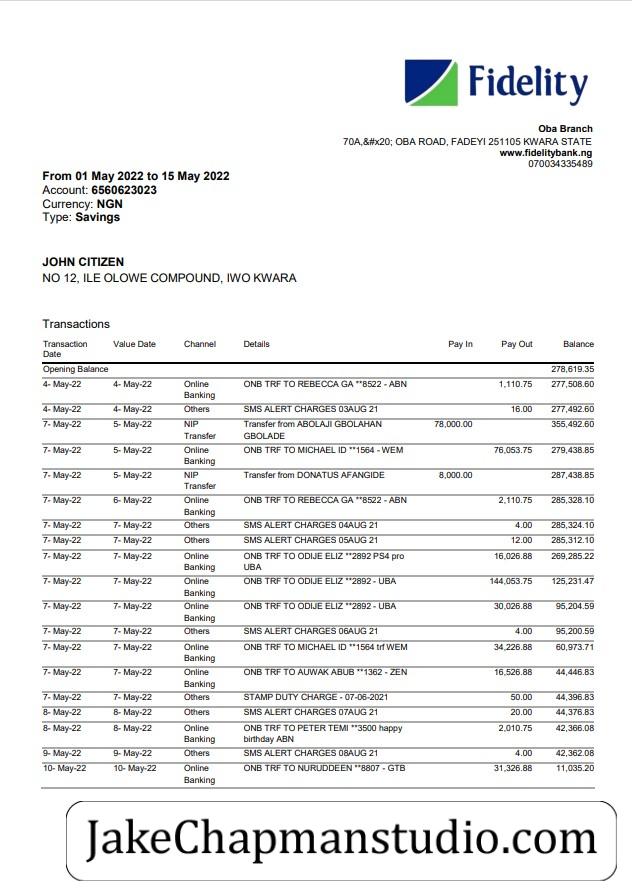 Fidelity
Oba Branch
70A,&#x20; OBA ROAD, FADEYI 251105 KWARA STATE
www.fidelitybank.ng
070034335489
From 01 May 2022 to 15 May 2022
Account: 6560623023
Currency: NGN
Type: Savings
JOHN CITIZEN
NO 12, ILE OLOWE COMPOUND, IWO KWARA
Transactions
Transaction Date Value Date Channel Details Pay In Pay Out Balance
Opening Balance 278,619.35
4- May-22 4- May-22 Online Banking ONB TRF TO REBECCA GA **8522 - ABN 1,110.75 277,508.60
4- May-22 4- May-22 Others SMS ALERT CHARGES 03AUG 21 16.00 277,492.60
7- May-22 5- May-22 NIP Transfer Transfer from ABOLAJI GBOLAHAN GBOLADE 78,000.00 355,492.60
7- May-22 5- May-22 Online Banking ONB TRF TO MICHAEL ID **1564 - WEM 76,053.75 279,438.85
7- May-22 5- May-22 NIP Transfer Transfer from DONATUS AFANGIDE 8,000.00 287,438.85
7- May-22 6- May-22 Online Banking ONB TRF TO REBECCA GA **8522 - ABN 2,110.75 285,328.10
7- May-22 7- May-22 Others SMS ALERT CHARGES 04AUG 21 4.00 285,324.10
7- May-22 7- May-22 Others SMS ALERT CHARGES 05AUG 21 12.00 285,312.10
7- May-22 7- May-22 Online Banking ONB TRF TO ODIJE ELIZ **2892 PS4 pro UBA 16,026.88 269,285.22
7- May-22 7- May-22 Online Banking ONB TRF TO ODIJE ELIZ **2892 - UBA 144,053.75 125,231.47
7- May-22 7- May-22 Online Banking ONB TRF TO ODIJE ELIZ **2892 - UBA 30,026.88 95,204.59
7- May-22 7- May-22 Others SMS ALERT CHARGES 06AUG 21 4.00 95,200.59
7- May-22 7- May-22 Online Banking ONB TRF TO MICHAEL ID **1564 trf WEM 34,226.88 60,973.71
7- May-22 7- May-22 Online Banking ONB TRF TO AUWAK ABUB **1362 - ZEN 16,526.88 44,446.83
7- May-22 7- May-22 Others STAMP DUTY CHARGE - 07-06-2021 50.00 44,396.83
8- May-22 8- May-22 Others SMS ALERT CHARGES 07AUG 21 20.00 44,376.83
8- May-22 8- May-22 Online Banking ONB TRF TO PETER TEMI **3500 happy birthday ABN 2,010.75 42,366.08
9- May-22 9- May-22 Others SMS ALERT CHARGES 08AUG 21 4.00 42,362.08
10- May-22 10- May-22 Online Banking ONB TRF TO NURUDDEEN **8807 - GTB 31,326.88 11,035.20
JakeChapmanstudio.com